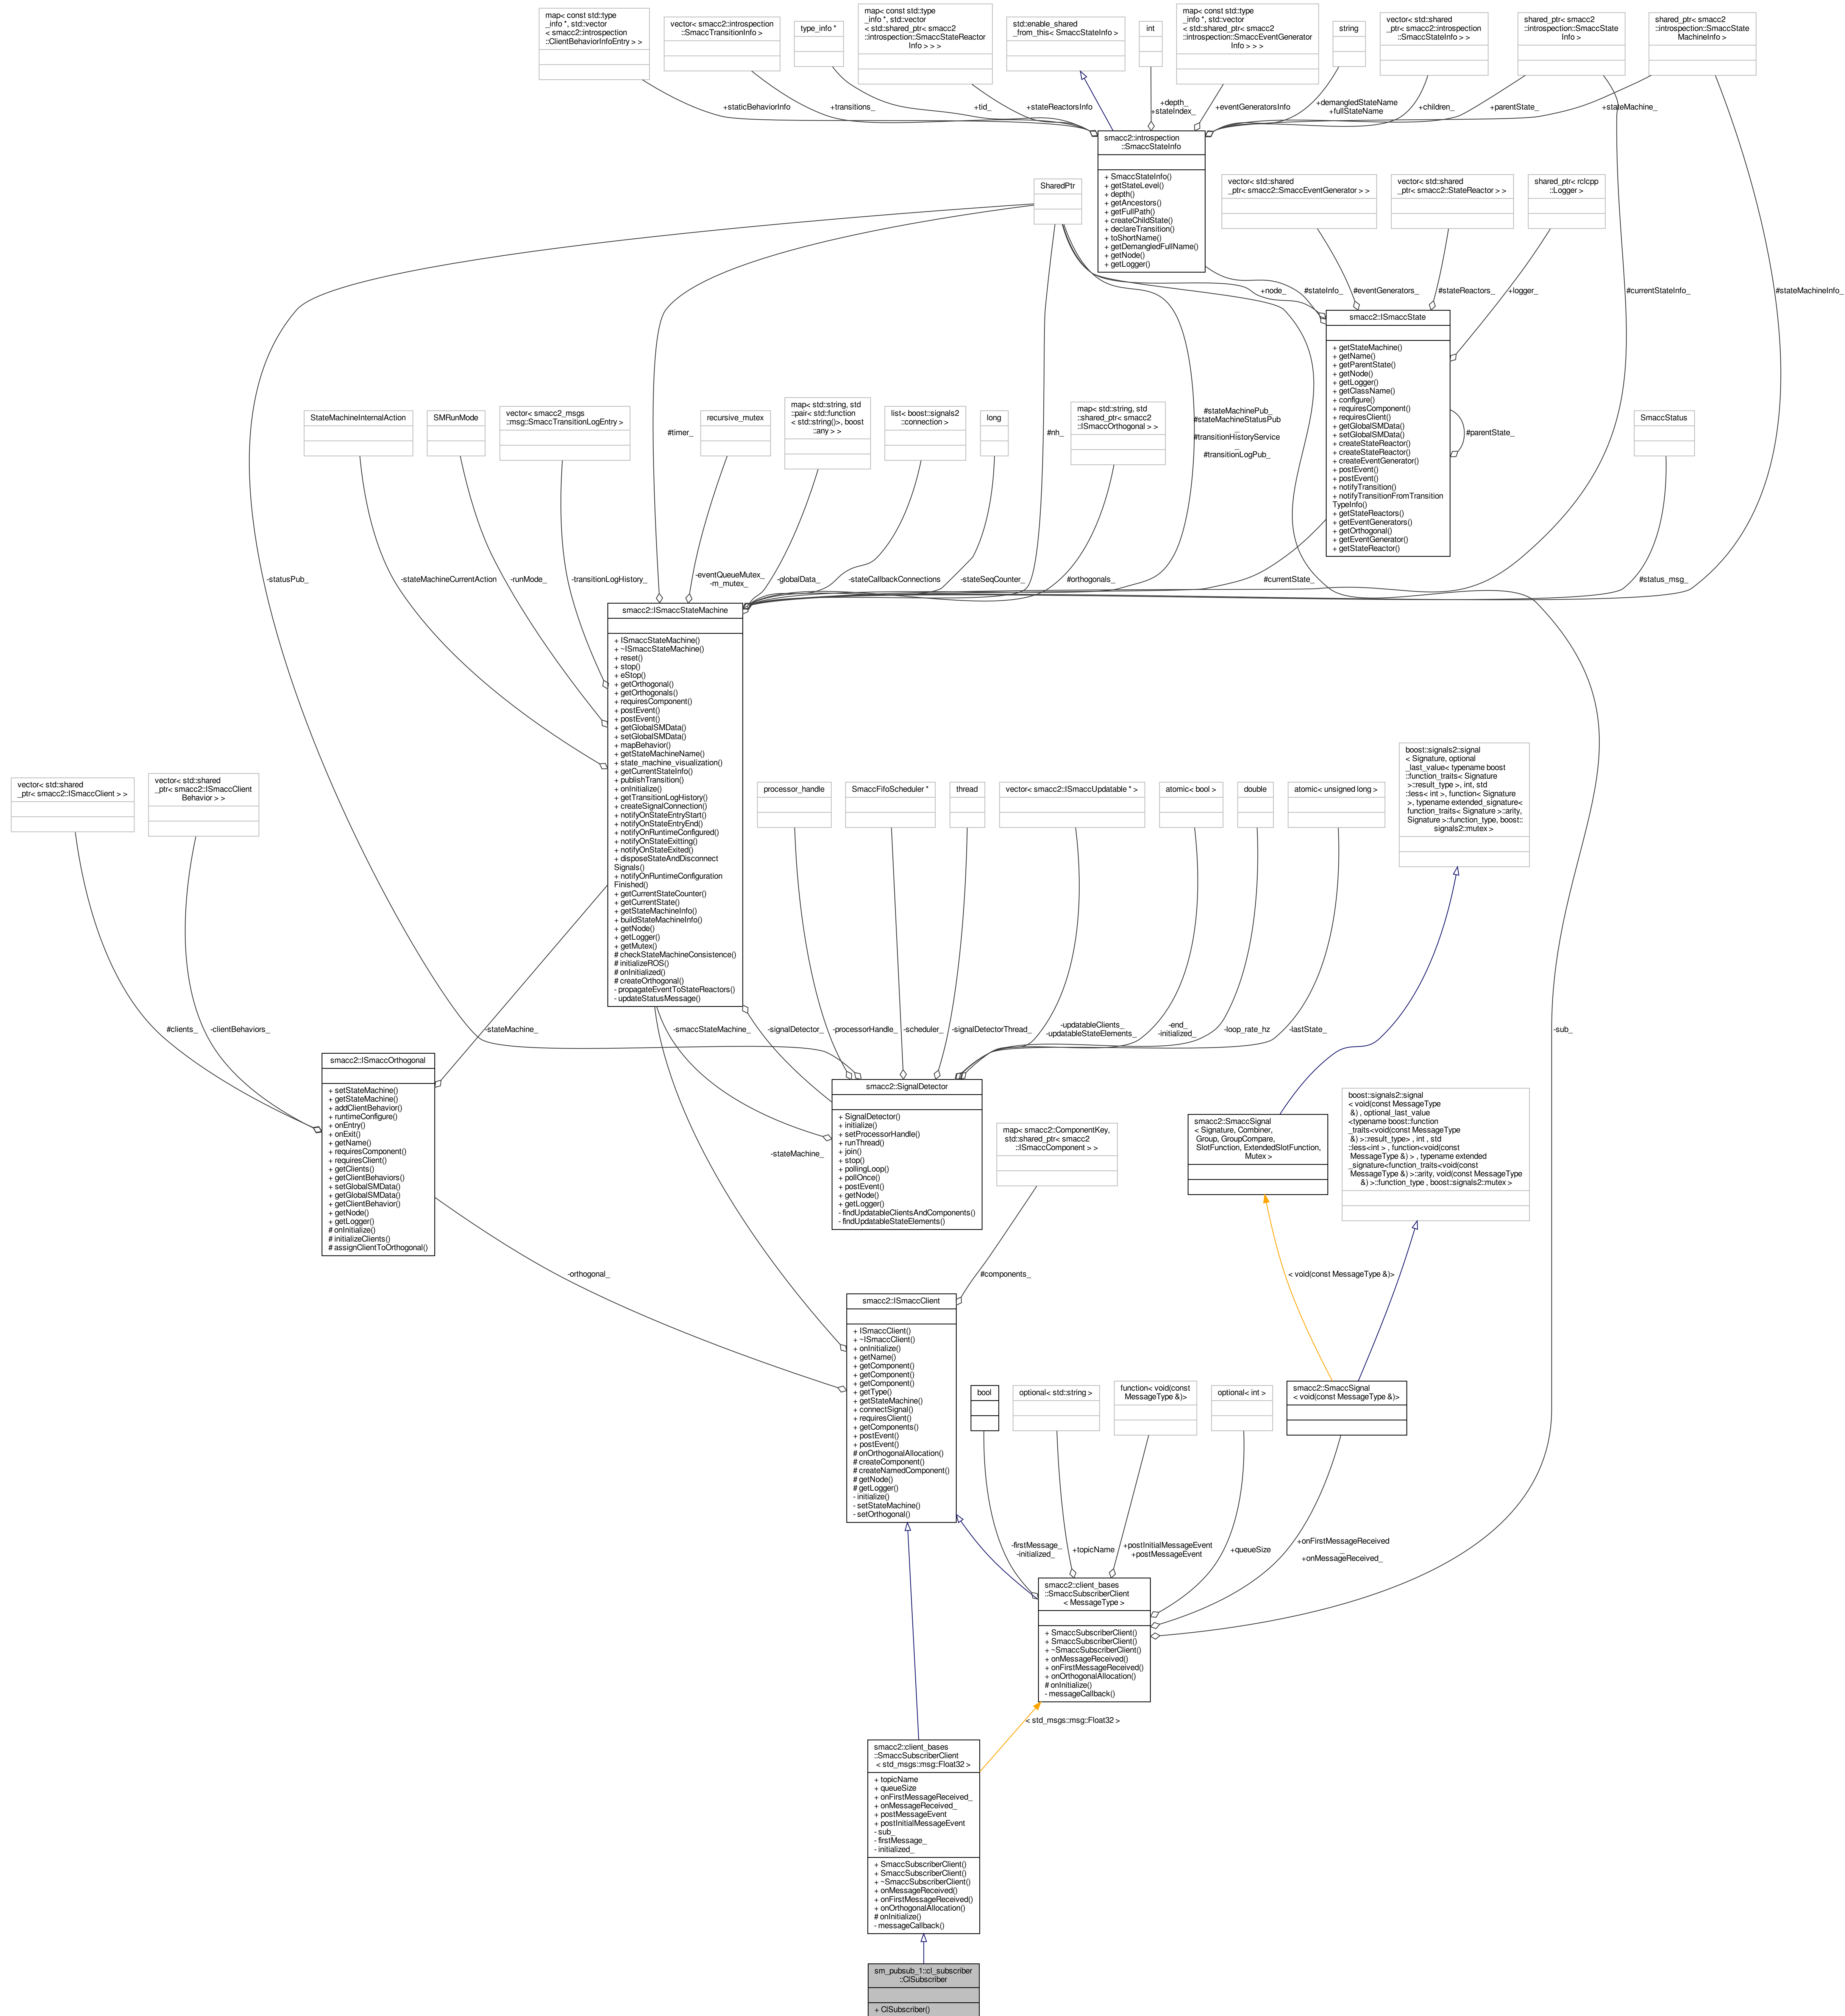 map< const std::type
_info *, std::vector
< smacc2::introspection
::ClientBehaviorInfoEntry > >
vector< smacc2::introspection
::SmaccTransitionInfo >
type_info *
map< const std::type
_info *, std::vector
< std::shared_ptr< smacc2
::introspection::SmaccStateReactor
Info > > >
std::enable_shared
_from_this< SmaccStateInfo >
int
map< const std::type
_info *, std::vector
< std::shared_ptr< smacc2
::introspection::SmaccEventGenerator
Info > > >
string
vector< std::shared
_ptr< smacc2::introspection
::SmaccStateInfo > >
shared_ptr< smacc2
::introspection::SmaccState
Info >
shared_ptr< smacc2
::introspection::SmaccState
MachineInfo >
+staticBehaviorInfo
+transitions_
+tid_
+stateReactorsInfo
+depth_
+stateIndex_
+eventGeneratorsInfo
+demangledStateName
+fullStateName
+children_
+parentState_
+stateMachine_
smacc2::introspection
::SmaccStateInfo
+ SmaccStateInfo()
+ getStateLevel()
+ depth()
+ getAncestors()
+ getFullPath()
+ createChildState()
+ declareTransition()
+ toShortName()
+ getDemangledFullName()
+ getNode()
+ getLogger()
SharedPtr
vector< std::shared
_ptr< smacc2::SmaccEventGenerator > >
vector< std::shared
_ptr< smacc2::StateReactor > >
shared_ptr< rclcpp
::Logger >
+node_
#stateInfo_
#eventGenerators_
#stateReactors_
+logger_
#currentStateInfo_
#stateMachineInfo_
smacc2::ISmaccState
+ getStateMachine()
+ getName()
+ getParentState()
+ getNode()
+ getLogger()
+ getClassName()
+ configure()
+ requiresComponent()
+ requiresClient()
+ getGlobalSMData()
+ setGlobalSMData()
+ createStateReactor()
+ createStateReactor()
+ createEventGenerator()
+ postEvent()
+ postEvent()
+ notifyTransition()
+ notifyTransitionFromTransition
TypeInfo()
+ getStateReactors()
+ getEventGenerators()
+ getOrthogonal()
+ getEventGenerator()
+ getStateReactor()
#parentState_
StateMachineInternalAction
SMRunMode
vector< smacc2_msgs
::msg::SmaccTransitionLogEntry >
#timer_
recursive_mutex
map< std::string, std
::pair< std::function
< std::string()>, boost
::any > >
list< boost::signals2
::connection >
long
#nh_
map< std::string, std
::shared_ptr< smacc2
::ISmaccOrthogonal > >
#stateMachinePub_
#stateMachineStatusPub
_
#transitionHistoryService
_
#transitionLogPub_
SmaccStatus
-statusPub_
-stateMachineCurrentAction
-runMode_
-transitionLogHistory_
-eventQueueMutex_
-m_mutex_
-globalData_
-stateCallbackConnections
-stateSeqCounter_
#orthogonals_
#currentState_
#status_msg_
smacc2::ISmaccStateMachine
+ ISmaccStateMachine()
+ ~ISmaccStateMachine()
+ reset()
+ stop()
+ eStop()
+ getOrthogonal()
+ getOrthogonals()
+ requiresComponent()
+ postEvent()
+ postEvent()
+ getGlobalSMData()
+ setGlobalSMData()
+ mapBehavior()
+ getStateMachineName()
+ state_machine_visualization()
+ getCurrentStateInfo()
+ publishTransition()
+ onInitialize()
+ getTransitionLogHistory()
+ createSignalConnection()
+ notifyOnStateEntryStart()
+ notifyOnStateEntryEnd()
+ notifyOnRuntimeConfigured()
+ notifyOnStateExitting()
+ notifyOnStateExited()
+ disposeStateAndDisconnect
Signals()
+ notifyOnRuntimeConfiguration
Finished()
+ getCurrentStateCounter()
+ getCurrentState()
+ getStateMachineInfo()
+ buildStateMachineInfo()
+ getNode()
+ getLogger()
+ getMutex()
# checkStateMachineConsistence()
# initializeROS()
# onInitialized()
# createOrthogonal()
- propagateEventToStateReactors()
- updateStatusMessage()
vector< std::shared
_ptr< smacc2::ISmaccClient > >
vector< std::shared
_ptr< smacc2::ISmaccClient
Behavior > >
processor_handle
SmaccFifoScheduler *
thread
vector< smacc2::ISmaccUpdatable * >
atomic< bool >
double
atomic< unsigned long >
boost::signals2::signal
< Signature, optional
_last_value< typename boost
::function_traits< Signature
>::result_type >, int, std
::less< int >, function< Signature
>, typename extended_signature<
function_traits< Signature >::arity,
Signature >::function_type, boost::
signals2::mutex >
#clients_
-clientBehaviors_
-stateMachine_
-smaccStateMachine_
-signalDetector_
-processorHandle_
-scheduler_
-signalDetectorThread_
-updatableClients_
-updatableStateElements_
-end_
-initialized_
-loop_rate_hz
-lastState_
-sub_
smacc2::ISmaccOrthogonal
+ setStateMachine()
+ getStateMachine()
+ addClientBehavior()
+ runtimeConfigure()
+ onEntry()
+ onExit()
+ getName()
+ requiresComponent()
+ requiresClient()
+ getClients()
+ getClientBehaviors()
+ setGlobalSMData()
+ getGlobalSMData()
+ getClientBehavior()
+ getNode()
+ getLogger()
# onInitialize()
# initializeClients()
# assignClientToOrthogonal()
smacc2::SignalDetector
+ SignalDetector()
+ initialize()
+ setProcessorHandle()
+ runThread()
+ join()
+ stop()
+ pollingLoop()
+ pollOnce()
+ postEvent()
+ getNode()
+ getLogger()
- findUpdatableClientsAndComponents()
- findUpdatableStateElements()
-stateMachine_
map< smacc2::ComponentKey,
std::shared_ptr< smacc2
::ISmaccComponent > >
smacc2::SmaccSignal
< Signature, Combiner,
Group, GroupCompare,
SlotFunction, ExtendedSlotFunction,
Mutex >
boost::signals2::signal
< void(const MessageType
&) , optional_last_value
<typename boost::function
_traits<void(const MessageType
&) >::result_type> , int , std
::less<int > , function<void(const
MessageType &) > , typename extended
_signature<function_traits<void(const
MessageType &) >::arity, void(const MessageType
&) >::function_type , boost::signals2::mutex >
-orthogonal_
#components_
< void(const MessageType &)>
smacc2::ISmaccClient
+ ISmaccClient()
+ ~ISmaccClient()
+ onInitialize()
+ getName()
+ getComponent()
+ getComponent()
+ getComponent()
+ getType()
+ getStateMachine()
+ connectSignal()
+ requiresClient()
+ getComponents()
+ postEvent()
+ postEvent()
# onOrthogonalAllocation()
# createComponent()
# createNamedComponent()
# getNode()
# getLogger()
- initialize()
- setStateMachine()
- setOrthogonal()
bool
optional< std::string >
function< void(const
MessageType &)>
optional< int >
smacc2::SmaccSignal
< void(const MessageType &)>
-firstMessage_
-initialized_
+topicName
+postInitialMessageEvent
+postMessageEvent
+queueSize
+onFirstMessageReceived
_
+onMessageReceived_
smacc2::client_bases
::SmaccSubscriberClient
< MessageType >
+ SmaccSubscriberClient()
+ SmaccSubscriberClient()
+ ~SmaccSubscriberClient()
+ onMessageReceived()
+ onFirstMessageReceived()
+ onOrthogonalAllocation()
# onInitialize()
- messageCallback()
< std_msgs::msg::Float32 >
smacc2::client_bases
::SmaccSubscriberClient
< std_msgs::msg::Float32 >
+ topicName
+ queueSize
+ onFirstMessageReceived_
+ onMessageReceived_
+ postMessageEvent
+ postInitialMessageEvent
- sub_
- firstMessage_
- initialized_
+ SmaccSubscriberClient()
+ SmaccSubscriberClient()
+ ~SmaccSubscriberClient()
+ onMessageReceived()
+ onFirstMessageReceived()
+ onOrthogonalAllocation()
# onInitialize()
- messageCallback()
sm_pubsub_1::cl_subscriber
::ClSubscriber
+ ClSubscriber()